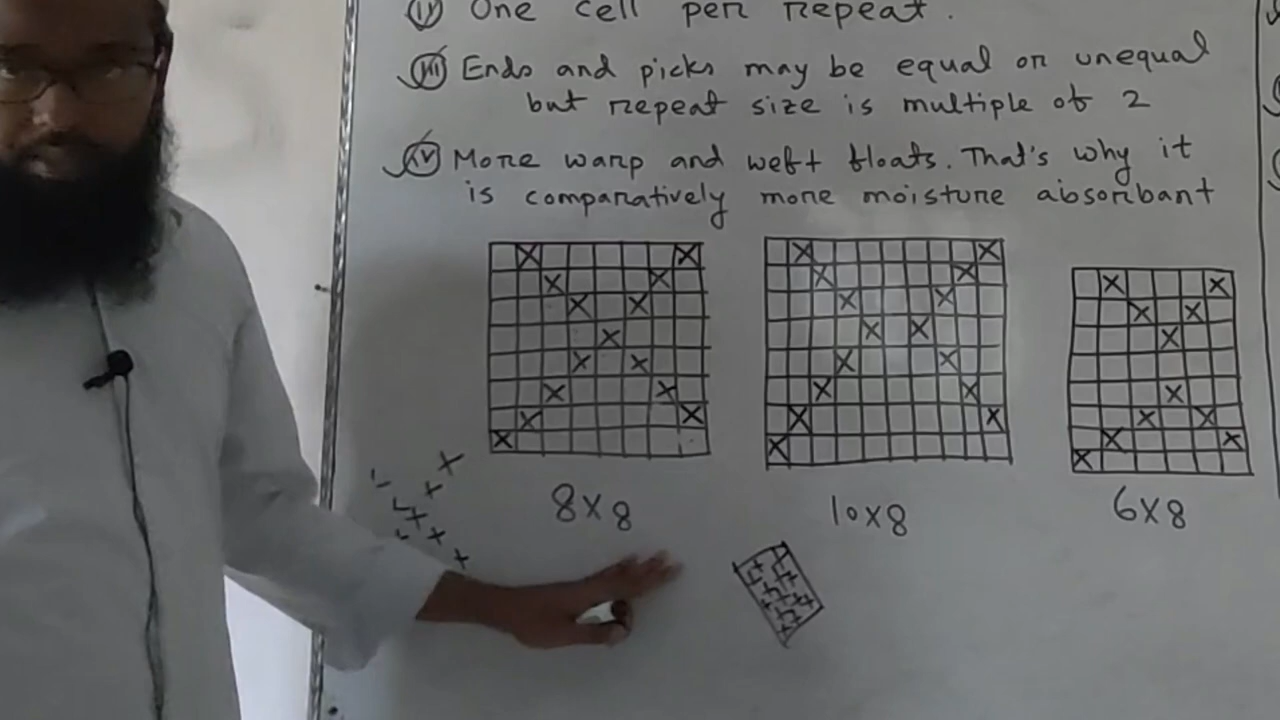 One cell per repeat.
(iii) Ends and picks may be equal or unequal
but repeat size is multiple of 2
(iv) More warp and weft floats. That's why it
is comparatively more moisture absorbant
8x8
10x8
6x8